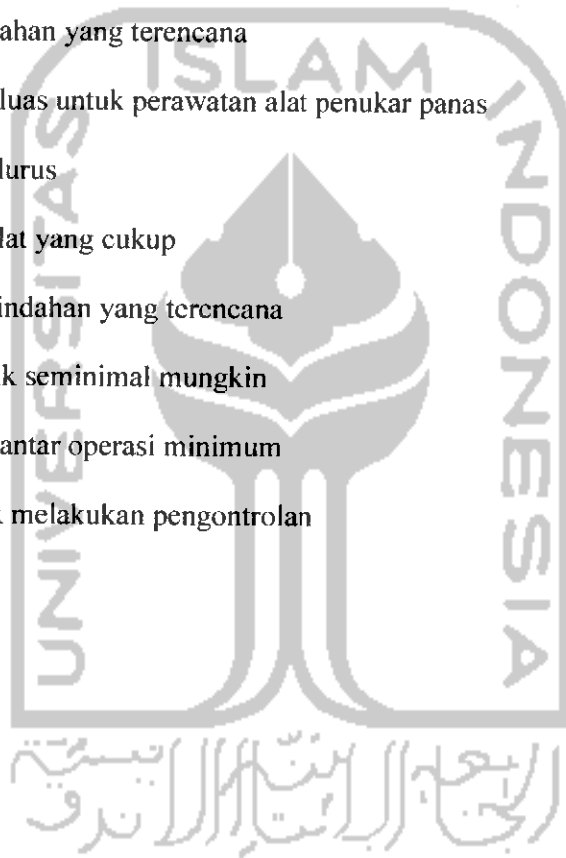 ahan yang terencana
luas untuk perawatan alat penukar panas
lurus
lat yang cukup
indahan yang terencana
k seminimal mungkin
antar operasi minimum
k melakukan pengontrolan
UNIVERSITAS
ISLAM
INDONESIA